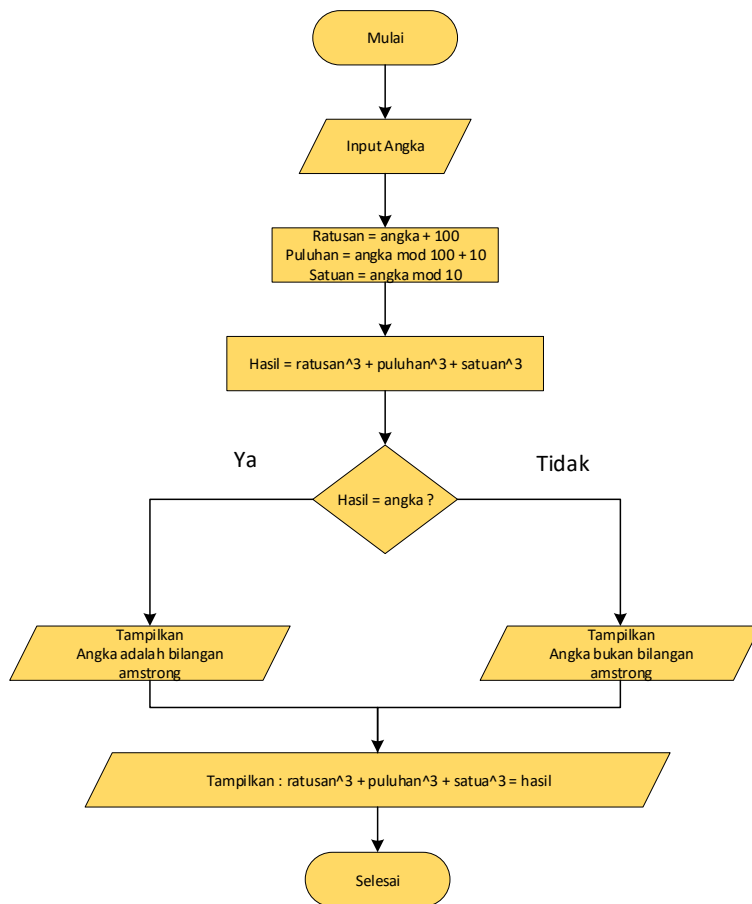 Mulai
Input Angka
Ratusan = angka + 100
Puluhan = angka mod 100 + 10
Satuan = angka mod 10
Hasil = ratusan^3 + puluhan^3 + satuan^3
Ya
Tidak
Hasil = angka ?
Tampilkan
Angka adalah bilangan
amstrong
Tampilkan
Angka bukan bilangan
amstrong
Tampilkan : ratusan^3 + puluhan^3 + satua^3 = hasil
Selesai